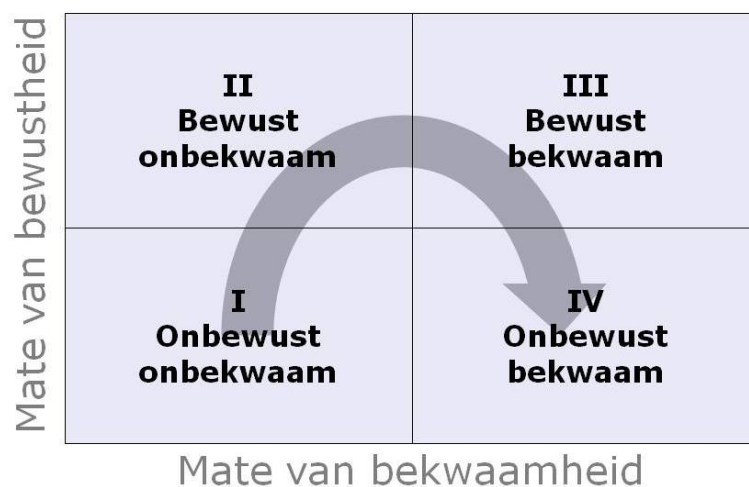 Mate van bewustheid
II
Bewust
onbekwaam
III
Bewust
bekwaam
I
Onbewust
onbekwaam
IV
Onbewust
bekwaam
Mate van bekwaamheid